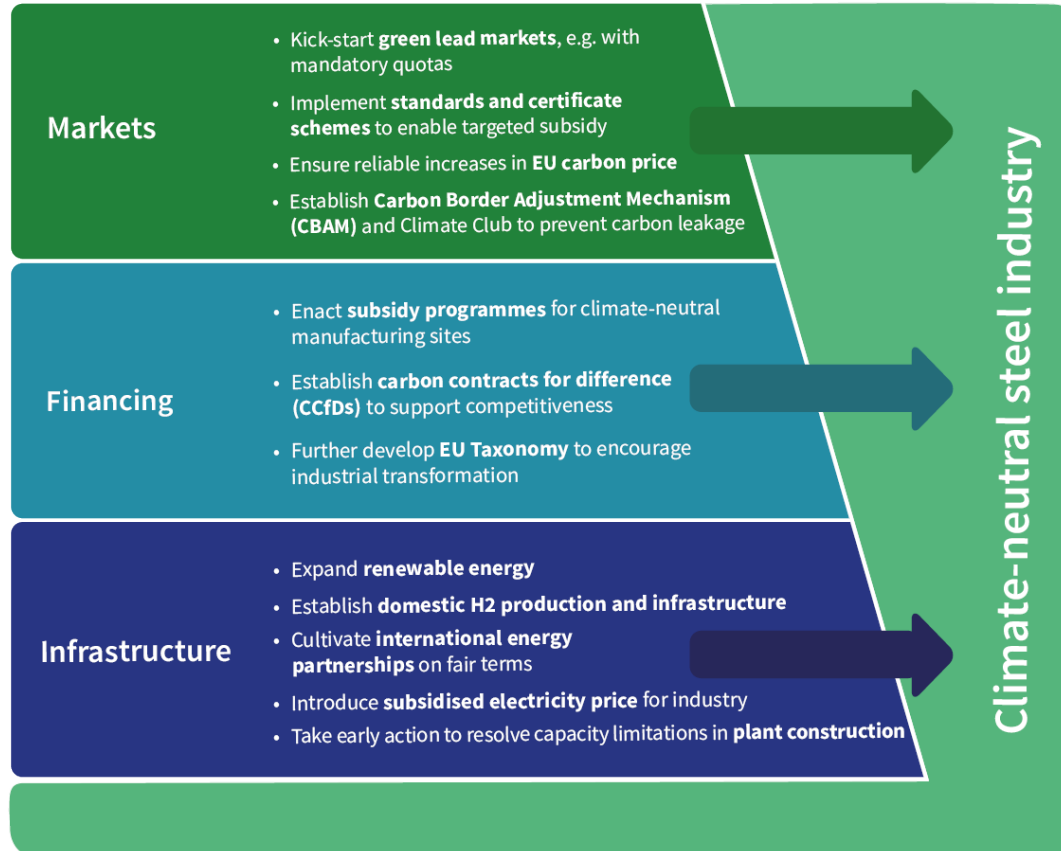 Markets
• Kick-start green lead markets, e.g. with
mandatory quotas
• Implement standards and certificate
schemes to enable targeted subsidy
• Ensure reliable increases in EU carbon price
• Establish Carbon Border Adjustment Mechanism
(CBAM) and Climate Club to prevent carbon leakage
Financing
• Enact subsidy programmes for climate-neutral
manufacturing sites
• Establish carbon contracts for difference
(CCfDs) to support competitiveness
• Further develop EU Taxonomy to encourage
industrial transformation
Infrastructure
• Expand renewable energy
• Establish domestic H2 production and infrastructure
• Cultivate international energy
partnerships on fair terms
• Introduce subsidised electricity price for industry
• Take early action to resolve capacity limitations in plant construction
Climate-neutral steel industry